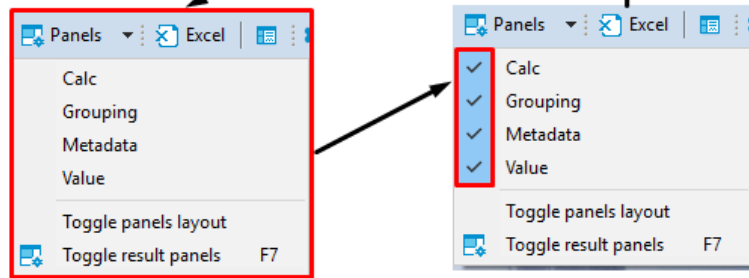 Panels Excel
Calc
Grouping
Metadata
Value
Toggle panels layout
Toggle result panels F7
Panels Excel
Calc
Grouping
Metadata
Value
Toggle panels layout
Toggle result panels F7